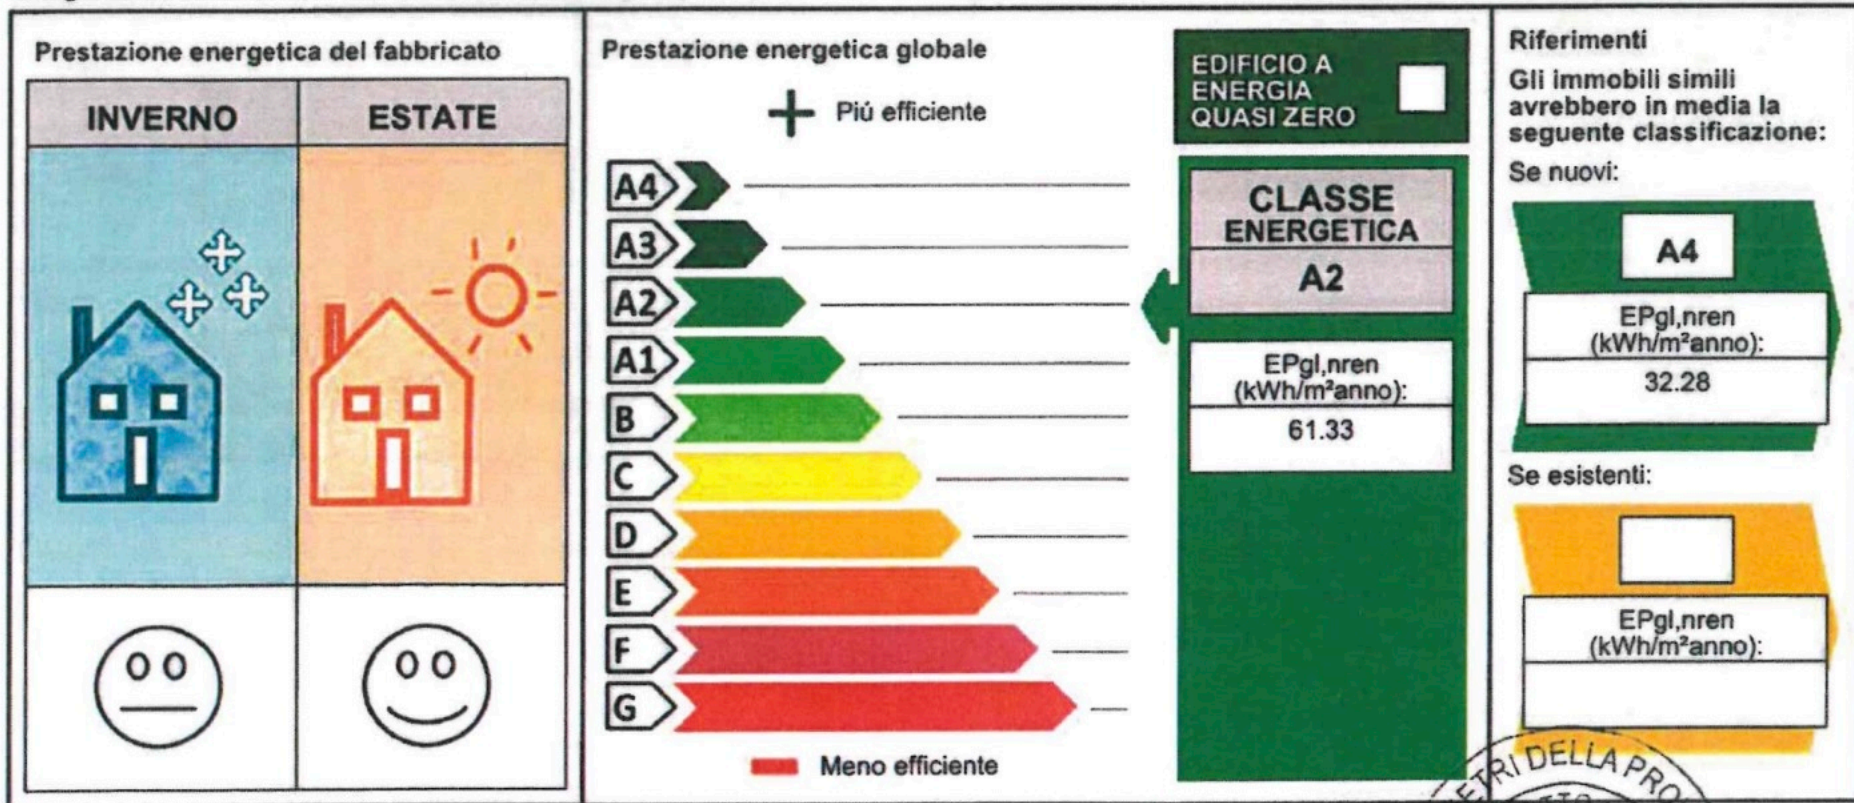 Prestazione energetica del fabbricato
INVERNO
ESTATE
Prestazione energetica globale
Piú efficiente
A4
A3
A2
A1
B
C
D
E
F
G
Meno efficiente
EDIFICIO A
ENERGIA
QUASI ZERO
CLASSE
ENERGETICA
A2
EPgl,nren
(kWh/m²anno):
61.33
Riferimenti
Gli immobili simili
avrebbero in media la
seguente classificazione:
Se nuovi:
A4
EPgl,nren
(kWh/m²anno):
32.28
Se esistenti:
EPgl,nren
(kWh/m²anno):
DELLA